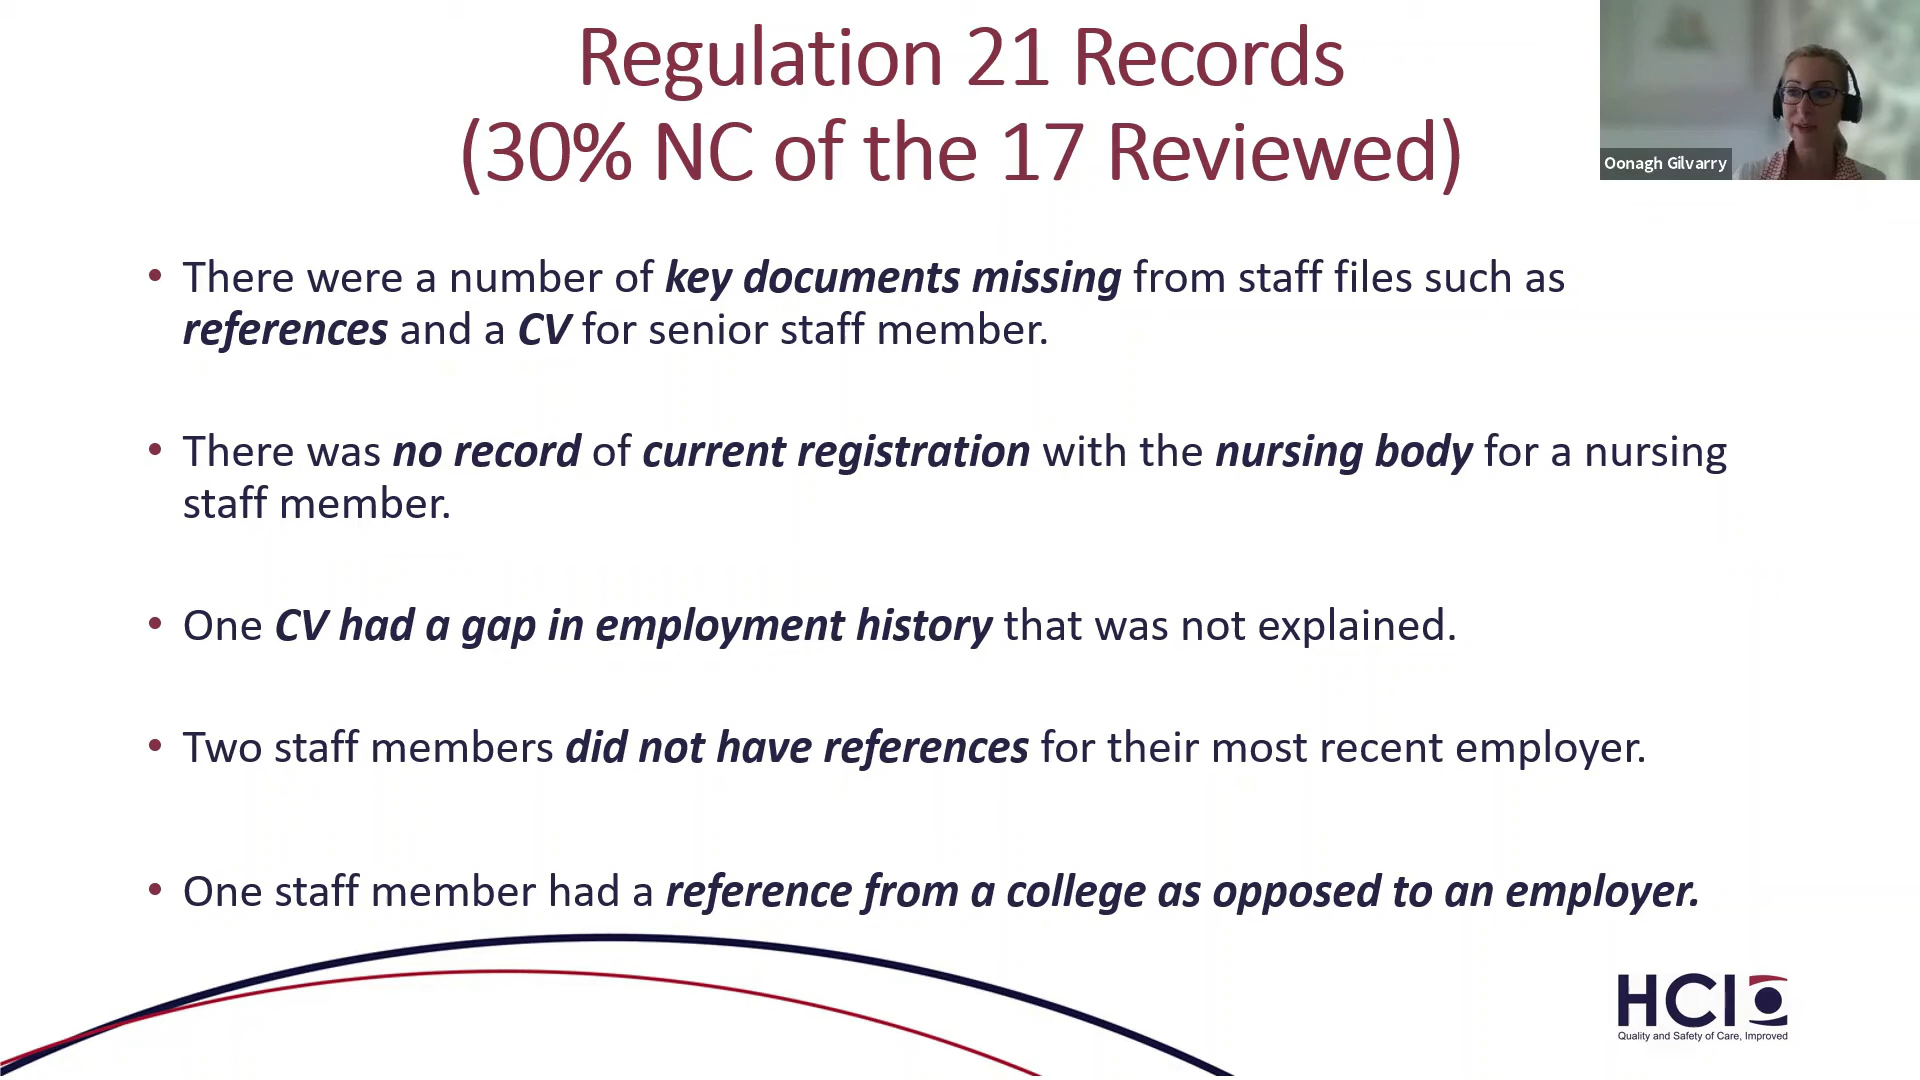 Regulation 21 Records
(30% NC of the 17 Reviewed)
Oonagh Gilvarry
• There were a number of key documents missing from staff files such as
references and a CV for senior staff member.
• There was no record of current registration with the nursing body for a nursing
staff member.
• One CV had a gap in employment history that was not explained.
• Two staff members did not have references for their most recent employer.
• One staff member had a reference from a college as opposed to an employer.
HCI
Quality and Safety of Care, Improved